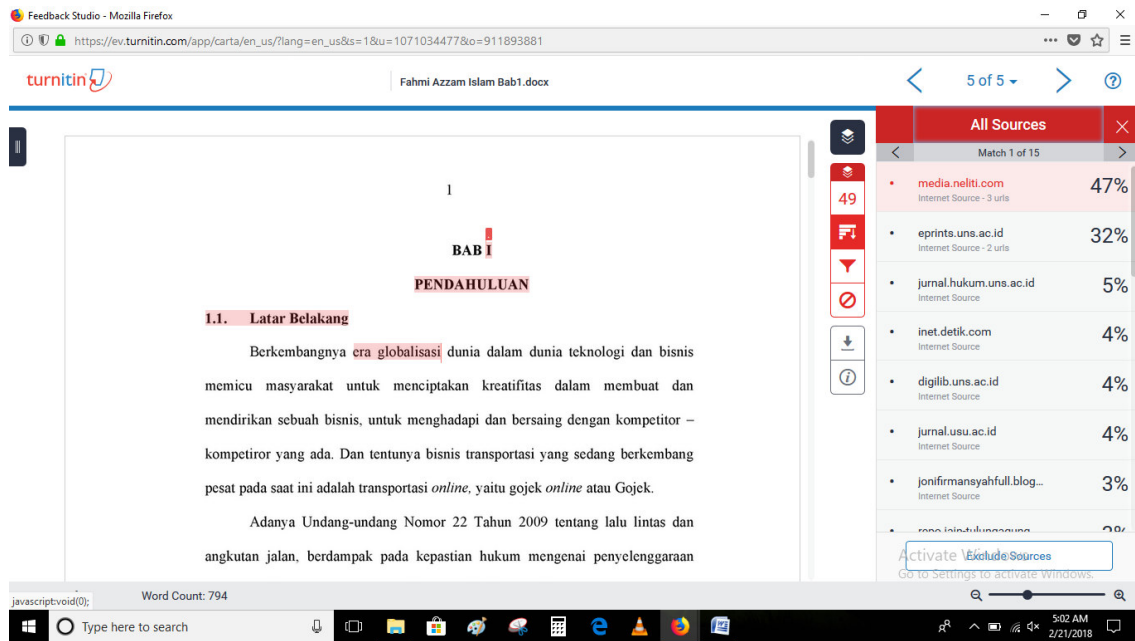 Feedback Studio - Mozilla Firefox
https://ev.turnitin.com/app/carta/en_us/?lang=en_us&s=1&u=1071034477&o=911893881
turnitin
Fahmi Azzam Islam Bab1.docx
5 of 5
All Sources
Match 1 of 15
media.neliti.com 47%
Internet Source - 3 urls
eprints.uns.ac.id 32%
Internet Source - 2 urls
jurnal.hukum.uns.ac.id 5%
Internet Source
inet.detik.com 4%
Internet Source
digilib.uns.ac.id 4%
Internet Source
jurnal.usu.ac.id 4%
Internet Source
jonifirmansyahfull.blog... 3%
Internet Source
Exclude Sources
Activate Windows
Go to Settings to activate Windows.
49
1
BAB I
PENDAHULUAN
1.1. Latar Belakang
Berkembangnya era globalisasi dunia dalam dunia teknologi dan bisnis
memicu masyarakat untuk menciptakan kreatifitas dalam membuat dan
mendirikan sebuah bisnis, untuk menghadapi dan bersaing dengan kompetitor –
kompetiror yang ada. Dan tentunya bisnis transportasi yang sedang berkembang
pesat pada saat ini adalah transportasi online, yaitu gojek online atau Gojek.
Adanya Undang-undang Nomor 22 Tahun 2009 tentang lalu lintas dan
angkutan jalan, berdampak pada kepastian hukum mengenai penyelenggaraan
javascript:void(0);
Word Count: 794
Type here to search
5:02 AM
2/21/2018